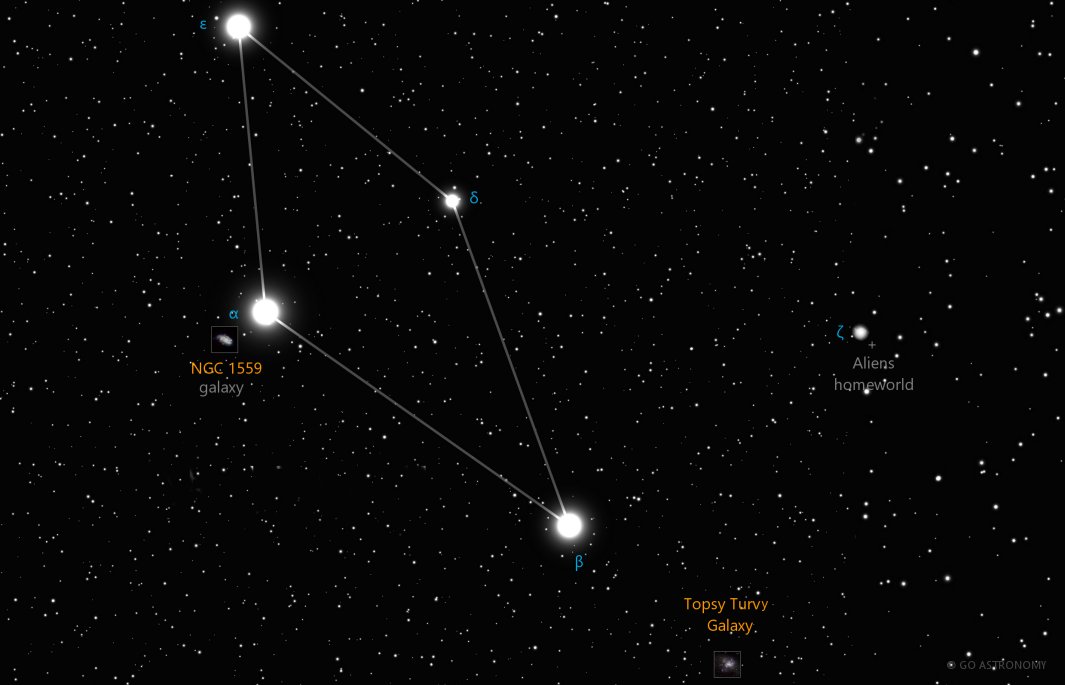 ε
δ
α
NGC 1559
galaxy
ζ
Aliens
homeworld
β
Topsy Turvy
Galaxy
GO ASTRONOMY